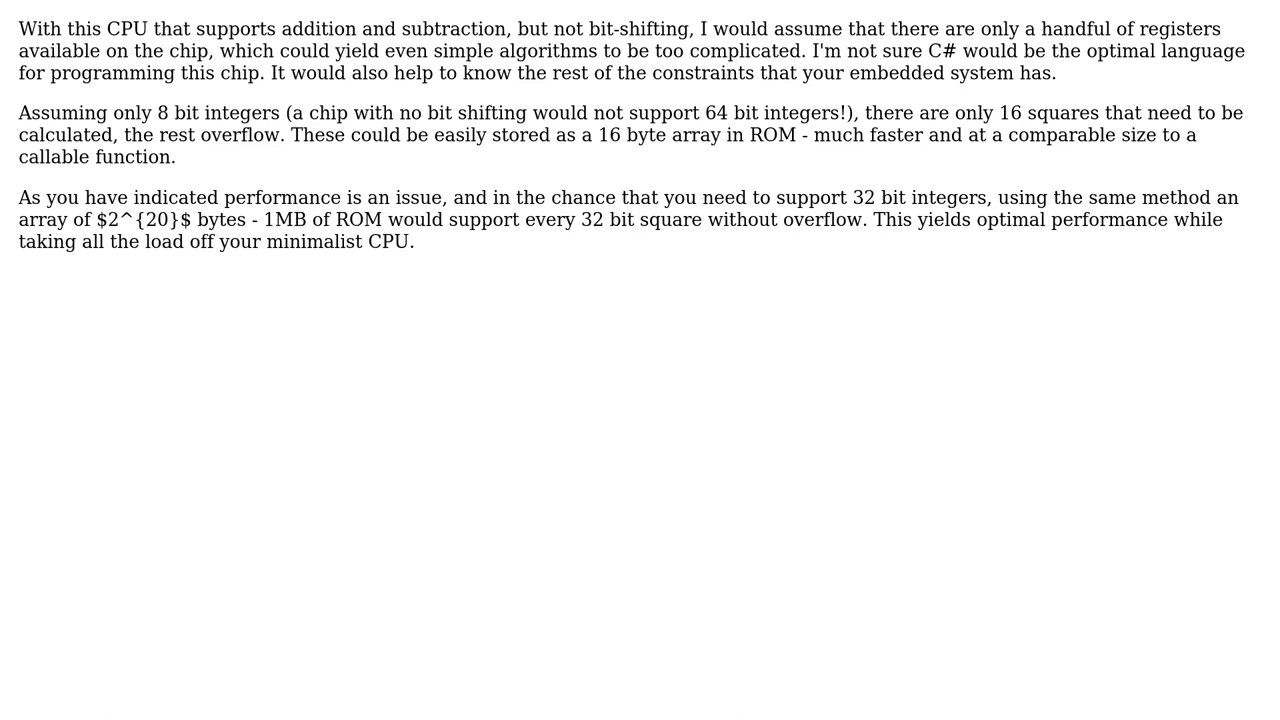 With this CPU that supports addition and subtraction, but not bit-shifting, I would assume that there are only a handful of registers
available on the chip, which could yield even simple algorithms to be too complicated. I'm not sure C# would be the optimal language
for programming this chip. It would also help to know the rest of the constraints that your embedded system has.
Assuming only 8 bit integers (a chip with no bit shifting would not support 64 bit integers!), there are only 16 squares that need to be
calculated, the rest overflow. These could be easily stored as a 16 byte array in ROM - much faster and at a comparable size to a
callable function.
As you have indicated performance is an issue, and in the chance that you need to support 32 bit integers, using the same method an
array of $2^{20}$ bytes - 1MB of ROM would support every 32 bit square without overflow. This yields optimal performance while
taking all the load off your minimalist CPU.